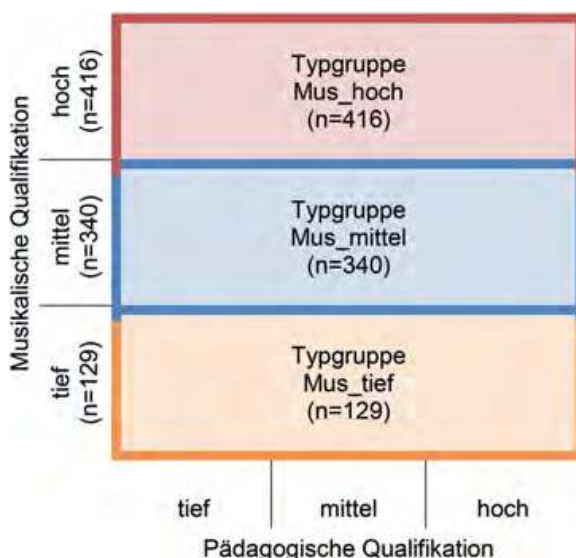 Musikalische Qualifikation
hoch
(n=416)
mittel
(n=340)
tief
(n=129)
Typgruppe
Mus_hoch
(n=416)
Typgruppe
Mus_mittel
(n=340)
Typgruppe
Mus_tief
(n=129)
tief
mittel
hoch
Pädagogische Qualifikation